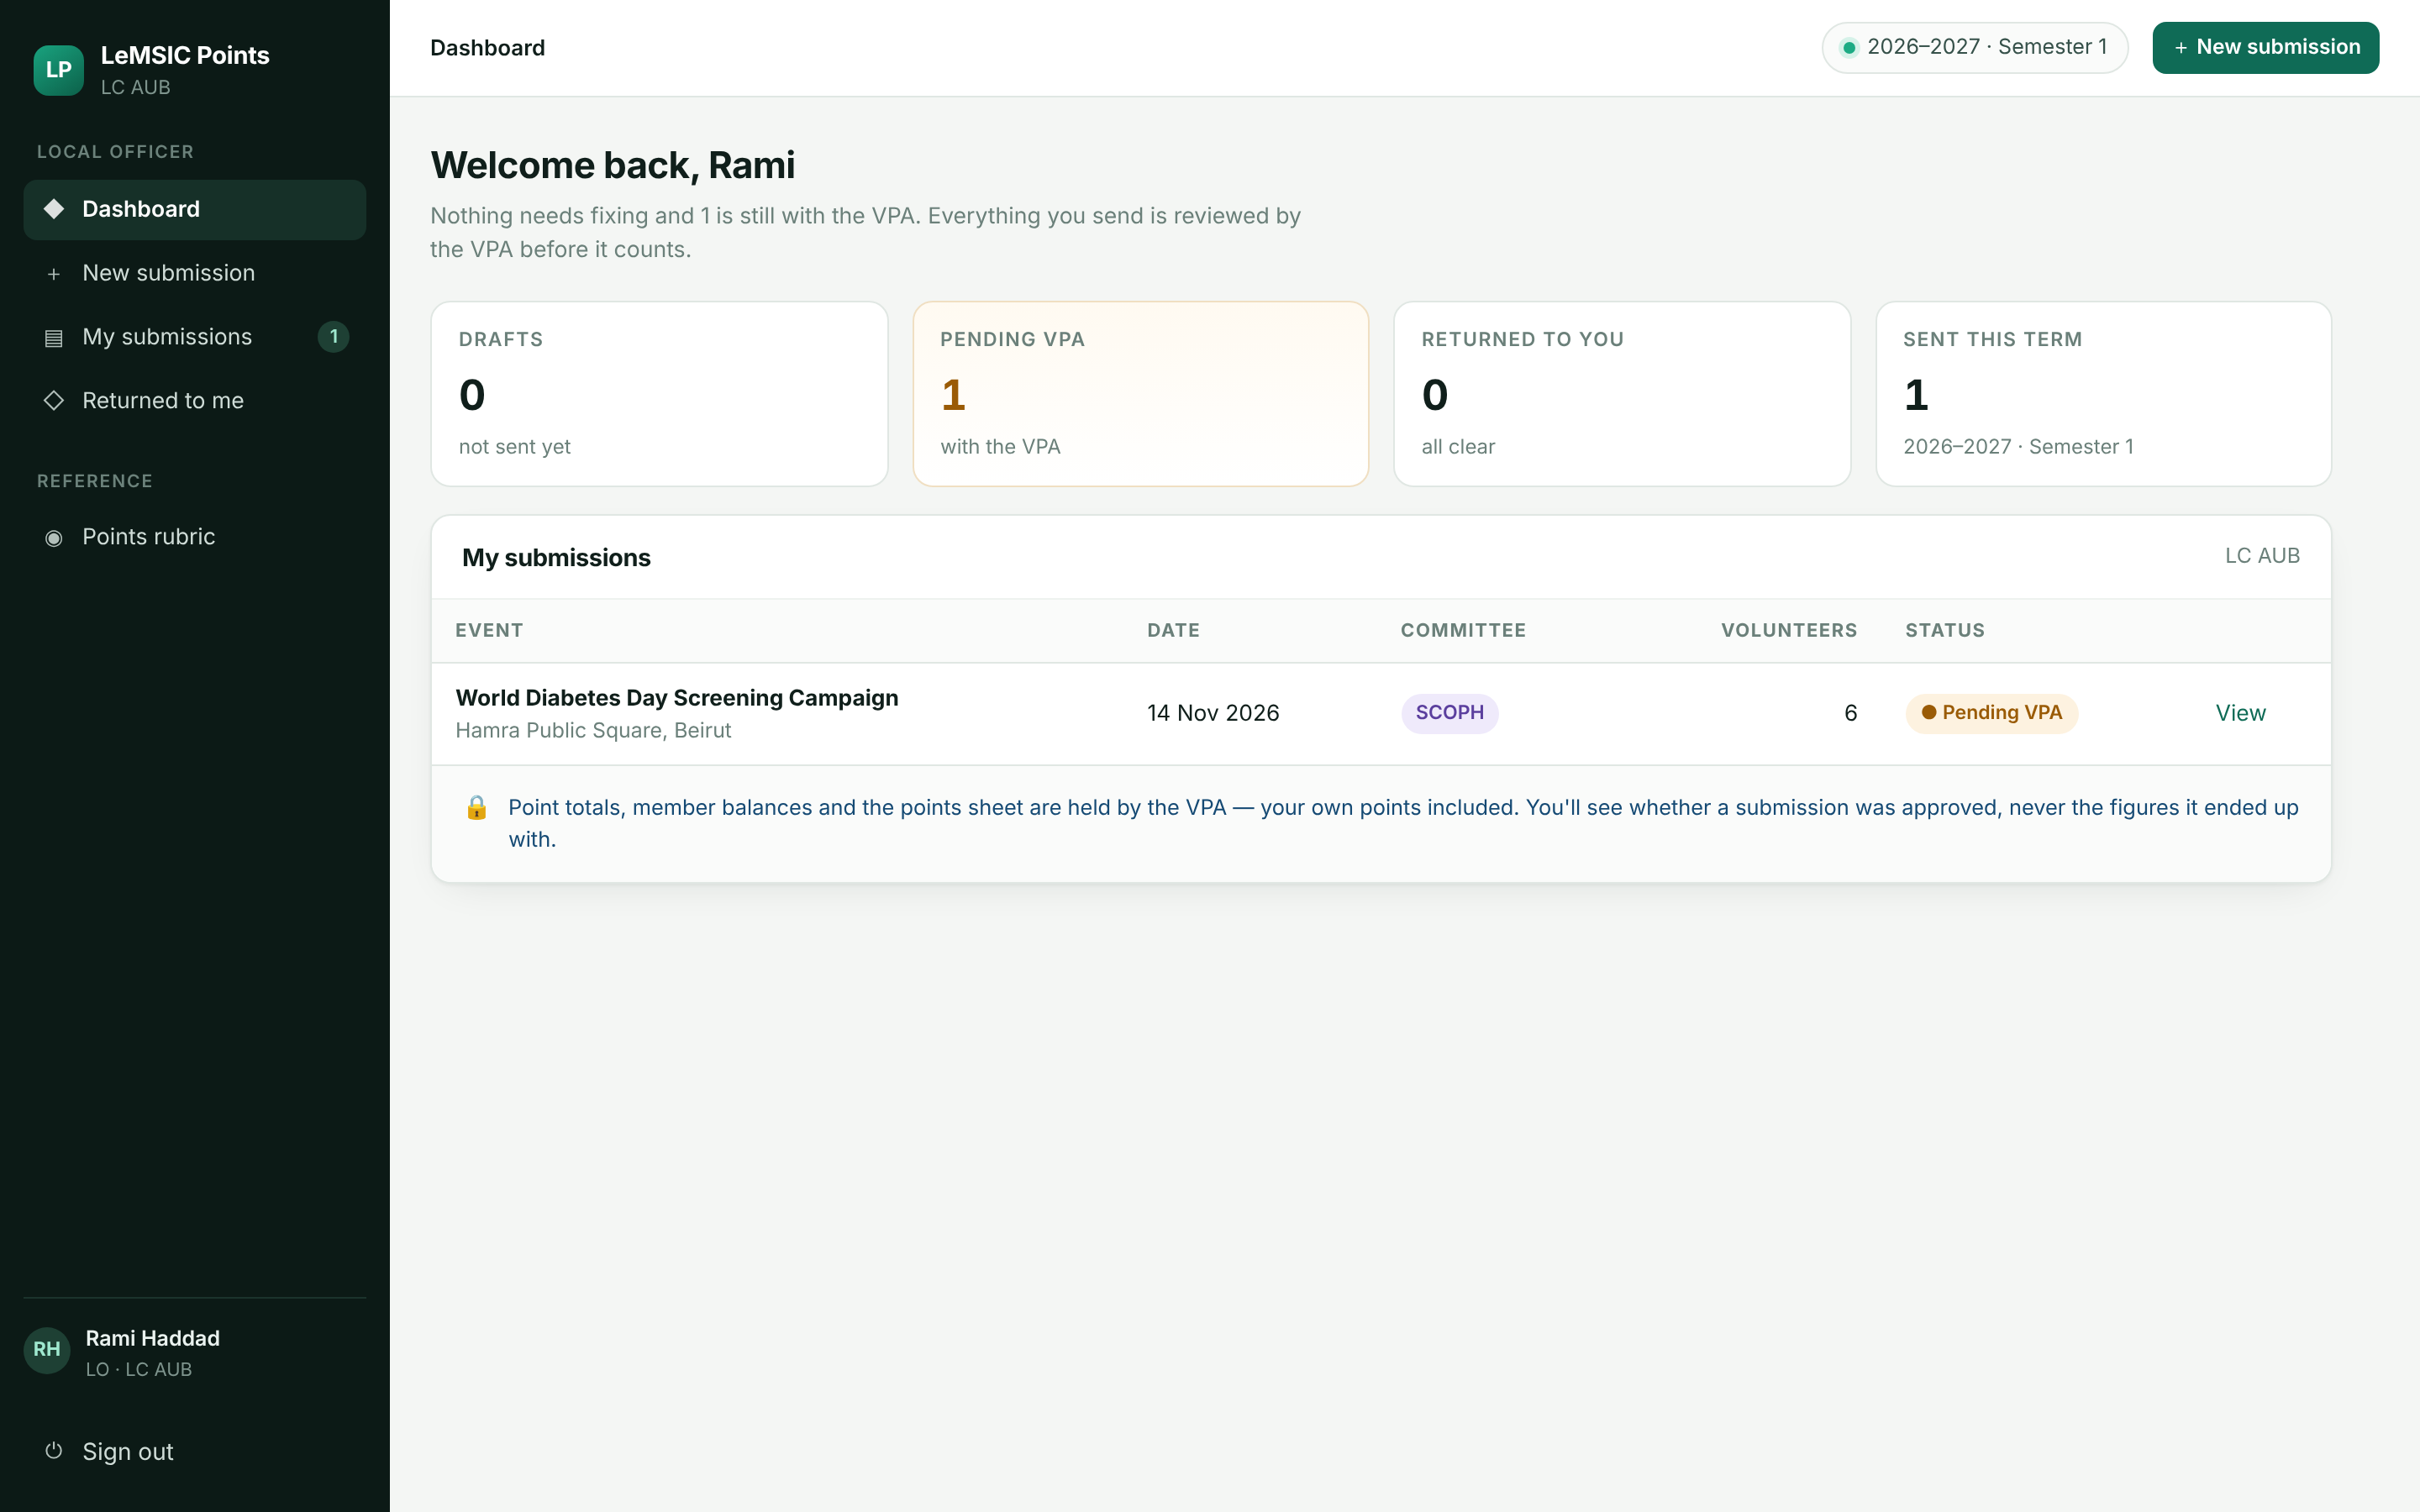 LP
LeMSIC Points
LC AUB
LOCAL OFFICER
Dashboard
+ New submission
My submissions 1
Returned to me
REFERENCE
Points rubric
RH
Rami Haddad
LO · LC AUB
Sign out
Dashboard
2026–2027 · Semester 1
+ New submission
Welcome back, Rami
Nothing needs fixing and 1 is still with the VPA. Everything you send is reviewed by
the VPA before it counts.
DRAFTS
0
not sent yet
PENDING VPA
1
with the VPA
RETURNED TO YOU
0
all clear
SENT THIS TERM
1
2026–2027 · Semester 1
My submissions
LC AUB
EVENT DATE COMMITTEE VOLUNTEERS STATUS
World Diabetes Day Screening Campaign
Hamra Public Square, Beirut
14 Nov 2026 SCOPH 6 Pending VPA View
Point totals, member balances and the points sheet are held by the VPA — your own points included. You'll see whether a submission was approved, never the figures it ended up
with.